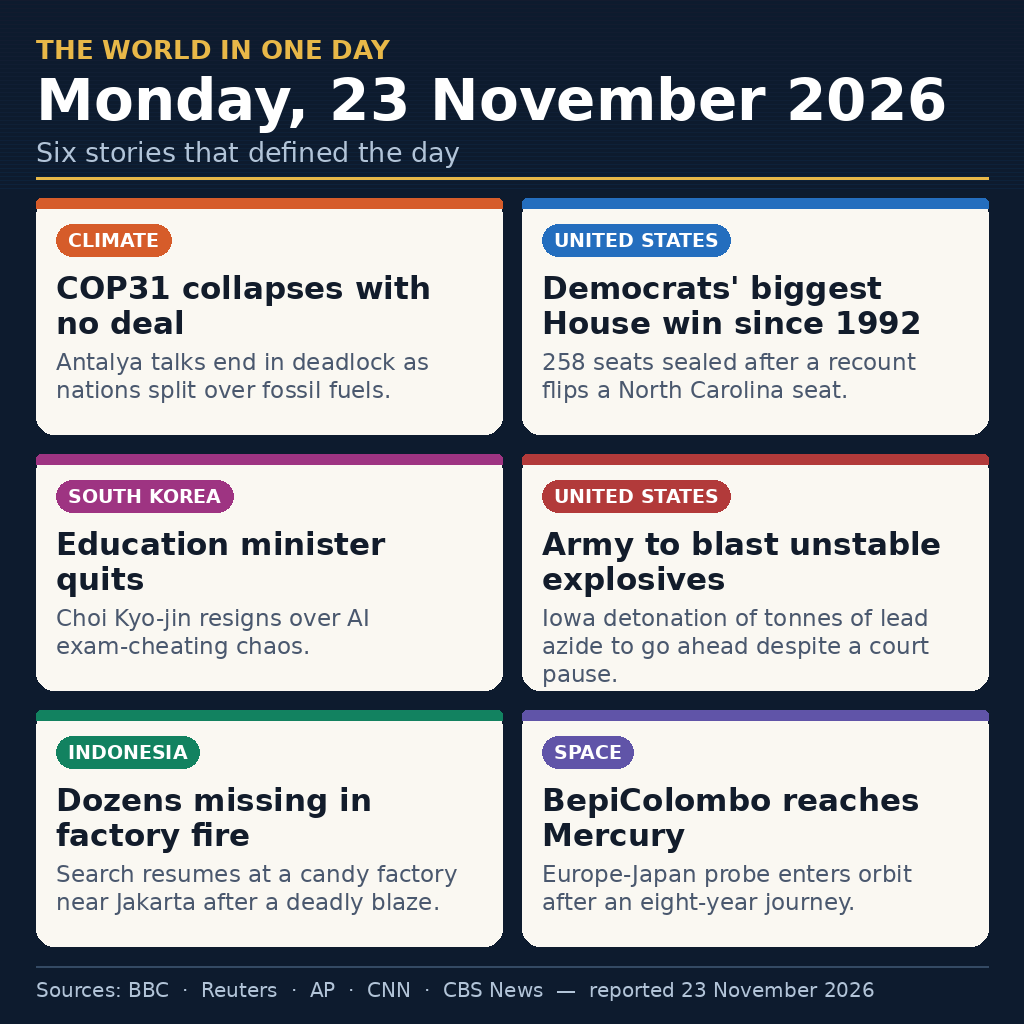 THE WORLD IN ONE DAY
Monday, 23 November 2026
Six stories that defined the day
CLIMATE
COP31 collapses with
no deal
Antalya talks end in deadlock as
nations split over fossil fuels.
UNITED STATES
Democrats' biggest
House win since 1992
258 seats sealed after a recount
flips a North Carolina seat.
SOUTH KOREA
Education minister
quits
Choi Kyo-jin resigns over AI
exam-cheating chaos.
UNITED STATES
Army to blast unstable
explosives
Iowa detonation of tonnes of lead
azide to go ahead despite a court
pause.
INDONESIA
Dozens missing in
factory fire
Search resumes at a candy factory
near Jakarta after a deadly blaze.
SPACE
BepiColombo reaches
Mercury
Europe-Japan probe enters orbit
after an eight-year journey.
Sources: BBC · Reuters · AP · CNN · CBS News — reported 23 November 2026